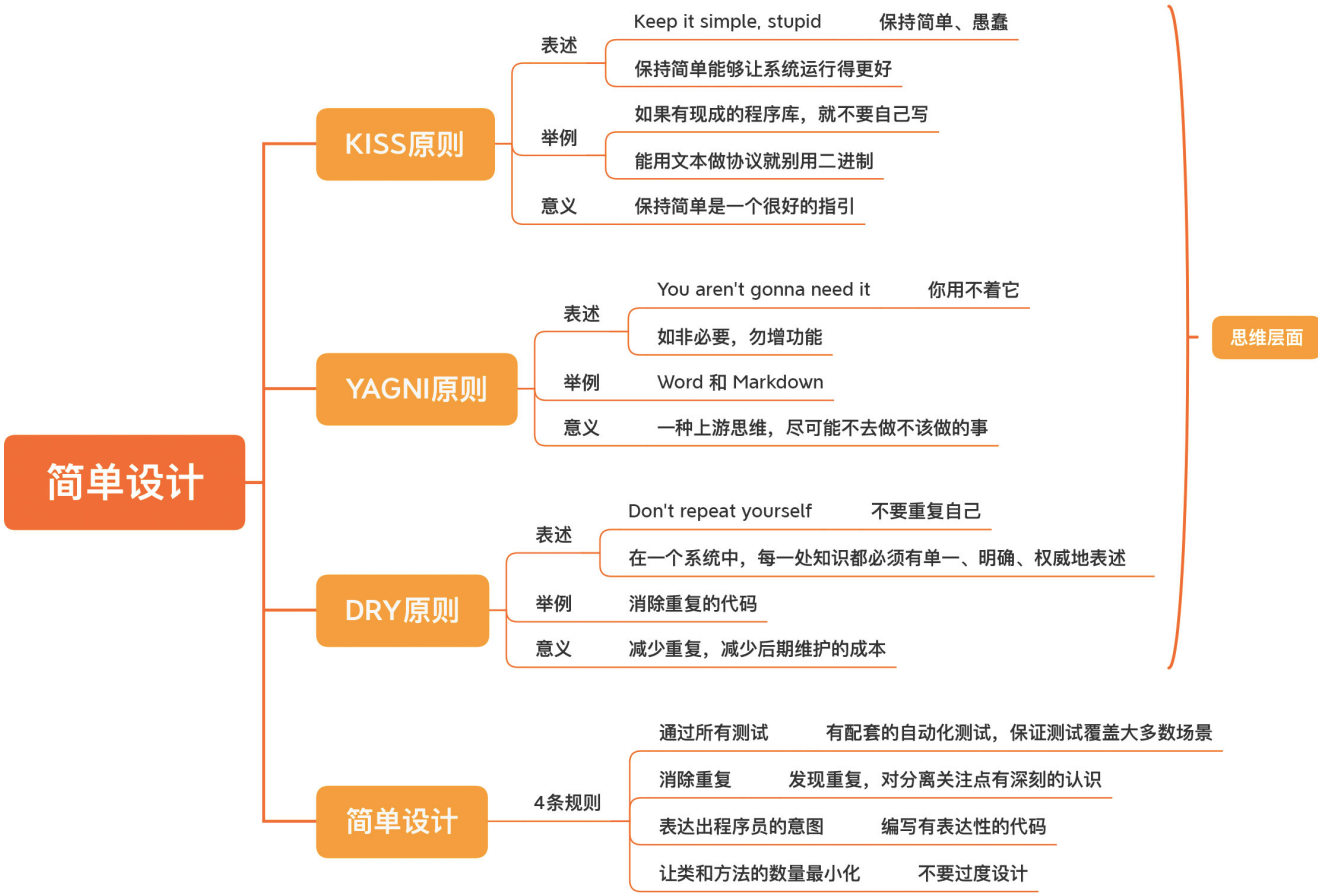 简单设计
KISS原则
表述
Keep it simple, stupid 保持简单、愚蠢
保持简单能够让系统运行得更好
举例
如果有现成的程序库，就不要自己写
能用文本做协议就别用二进制
意义 保持简单是一个很好的指引
YAGNI原则
表述
You aren't gonna need it 你用不着它
如非必要，勿增功能
举例 Word 和 Markdown
意义 一种上游思维，尽可能不去做不该做的事
DRY原则
表述
Don't repeat yourself 不要重复自己
在一个系统中，每一处知识都必须有单一、明确、权威地表述
举例 消除重复的代码
意义 减少重复，减少后期维护的成本
思维层面
简单设计
4条规则
通过所有测试 有配套的自动化测试，保证测试覆盖大多数场景
消除重复 发现重复，对分离关注点有深刻的认识
表达出程序员的意图 编写有表达性的代码
让类和方法的数量最小化 不要过度设计